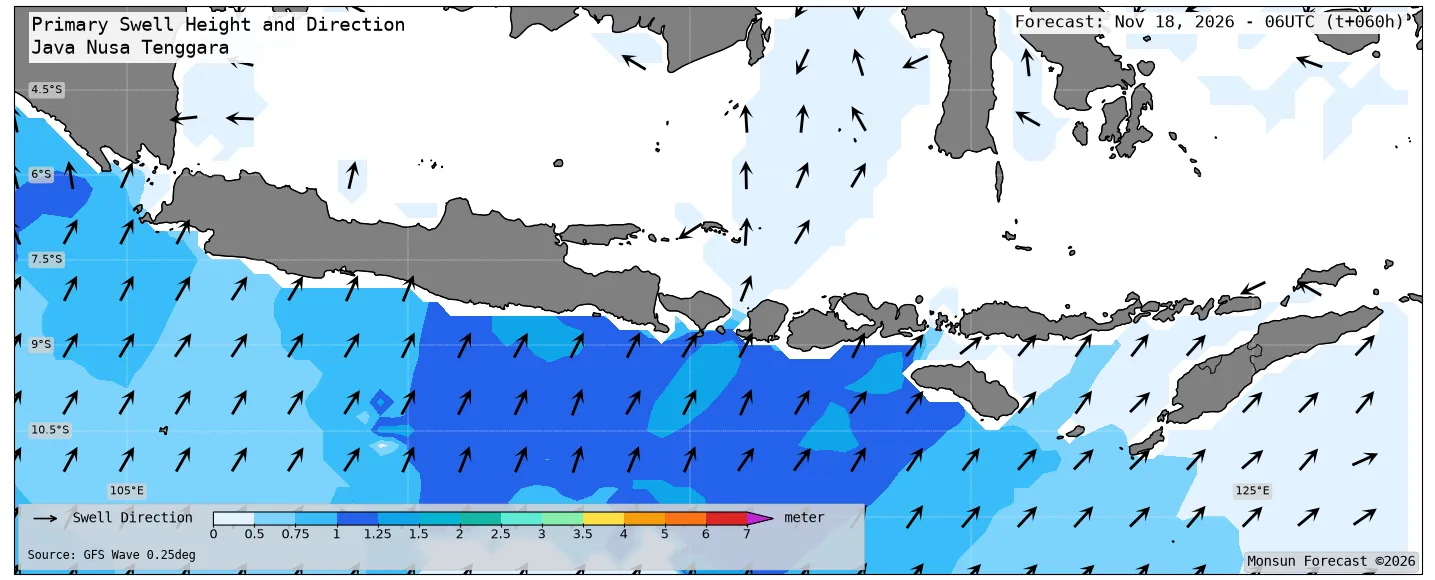 Primary Swell Height and Direction
Java Nusa Tenggara
Forecast: Nov 18, 2026 - 06UTC (t+060h)
4.5°S
6°S
7.5°S
9°S
10.5°S
105°E
125°E
Swell Direction
0 0.5 0.75 1 1.25 1.5 2 2.5 3 3.5 4 5 6 7
meter
Source: GFS Wave 0.25deg
Monsun Forecast ©2026